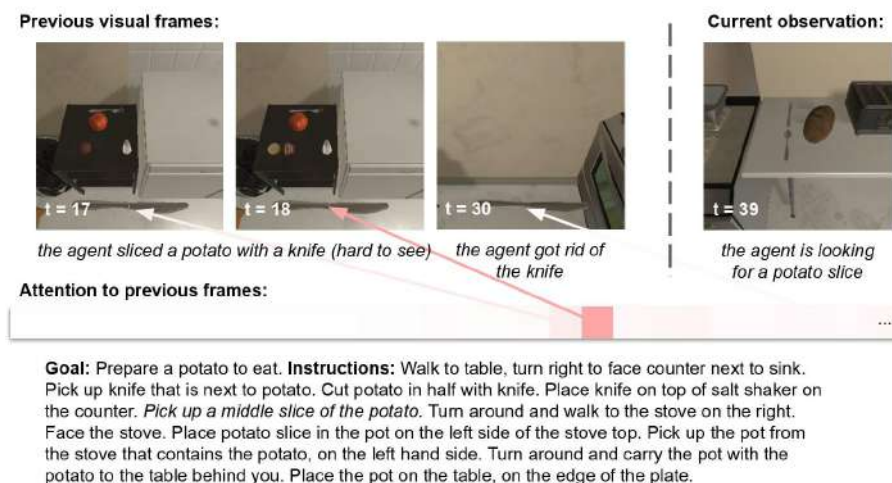 Previous visual frames:
Current observation:
t = 17
t = 18
t = 30
t = 39
the agent sliced a potato with a knife (hard to see)
the agent got rid of
the knife
the agent is looking
for a potato slice
Attention to previous frames:
...
Goal: Prepare a potato to eat. Instructions: Walk to table, turn right to face counter next to sink.
Pick up knife that is next to potato. Cut potato in half with knife. Place knife on top of salt shaker on
the counter. Pick up a middle slice of the potato. Turn around and walk to the stove on the right.
Face the stove. Place potato slice in the pot on the left side of the stove top. Pick up the pot from
the stove that contains the potato, on the left hand side. Turn around and carry the pot with the
potato to the table behind you. Place the pot on the table, on the edge of the plate.